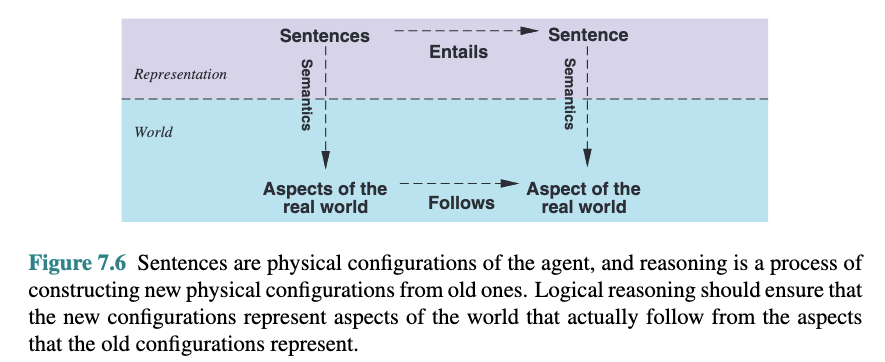 Sentences
Entails
Sentence
Representation
Semantics
Semantics
World
Aspects of the
real world
Follows
Aspect of the
real world
Figure 7.6 Sentences are physical configurations of the agent, and reasoning is a process of
constructing new physical configurations from old ones. Logical reasoning should ensure that
the new configurations represent aspects of the world that actually follow from the aspects
that the old configurations represent.